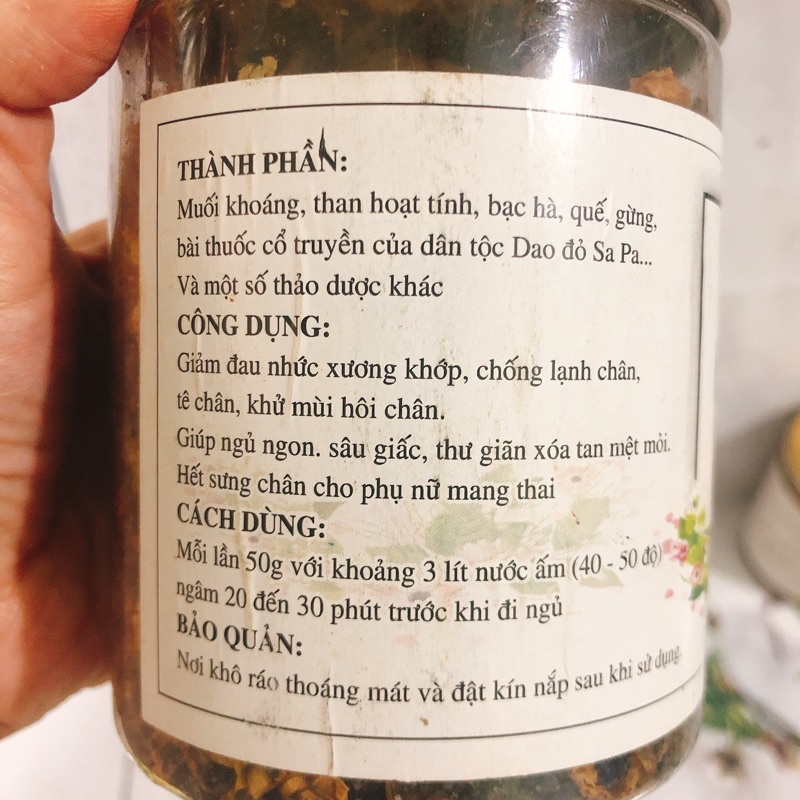 THÀNH PHẦN:
Muối khoáng, than hoạt tính, bạc hà, quế, gừng,
bài thuốc cổ truyền của dân tộc Dao đỏ Sa Pa...
Và một số thảo dược khác
CÔNG DỤNG:
Giảm đau nhức xương khớp, chống lạnh chân,
tê chân, khử mùi hôi chân.
Giúp ngủ ngon. sâu giấc, thư giãn xóa tan mệt mỏi.
Hết sưng chân cho phụ nữ mang thai
CÁCH DÙNG:
Mỗi lần 50g với khoảng 3 lít nước ấm (40 - 50 độ)
ngâm 20 đến 30 phút trước khi đi ngủ
BẢO QUẢN:
Nơi khô ráo thoáng mát và đật kín nắp sau khi sử dụng.